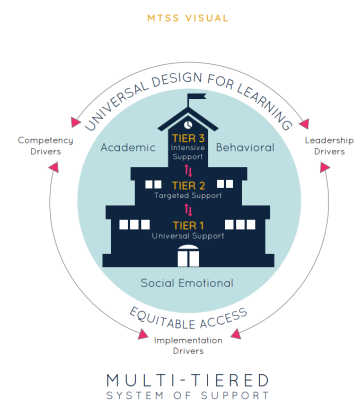 MTSS VISUAL
UNIVERSAL DESIGN FOR LEARNING
Competency
Drivers
Leadership
Drivers
Academic
Behavioral
TIER 3
Intensive
Support
TIER 2
Targeted Support
TIER 1
Universal Support
Social Emotional
EQUITABLE ACCESS
Implementation
Drivers
MULTI-TIERED
SYSTEM OF SUPPORT